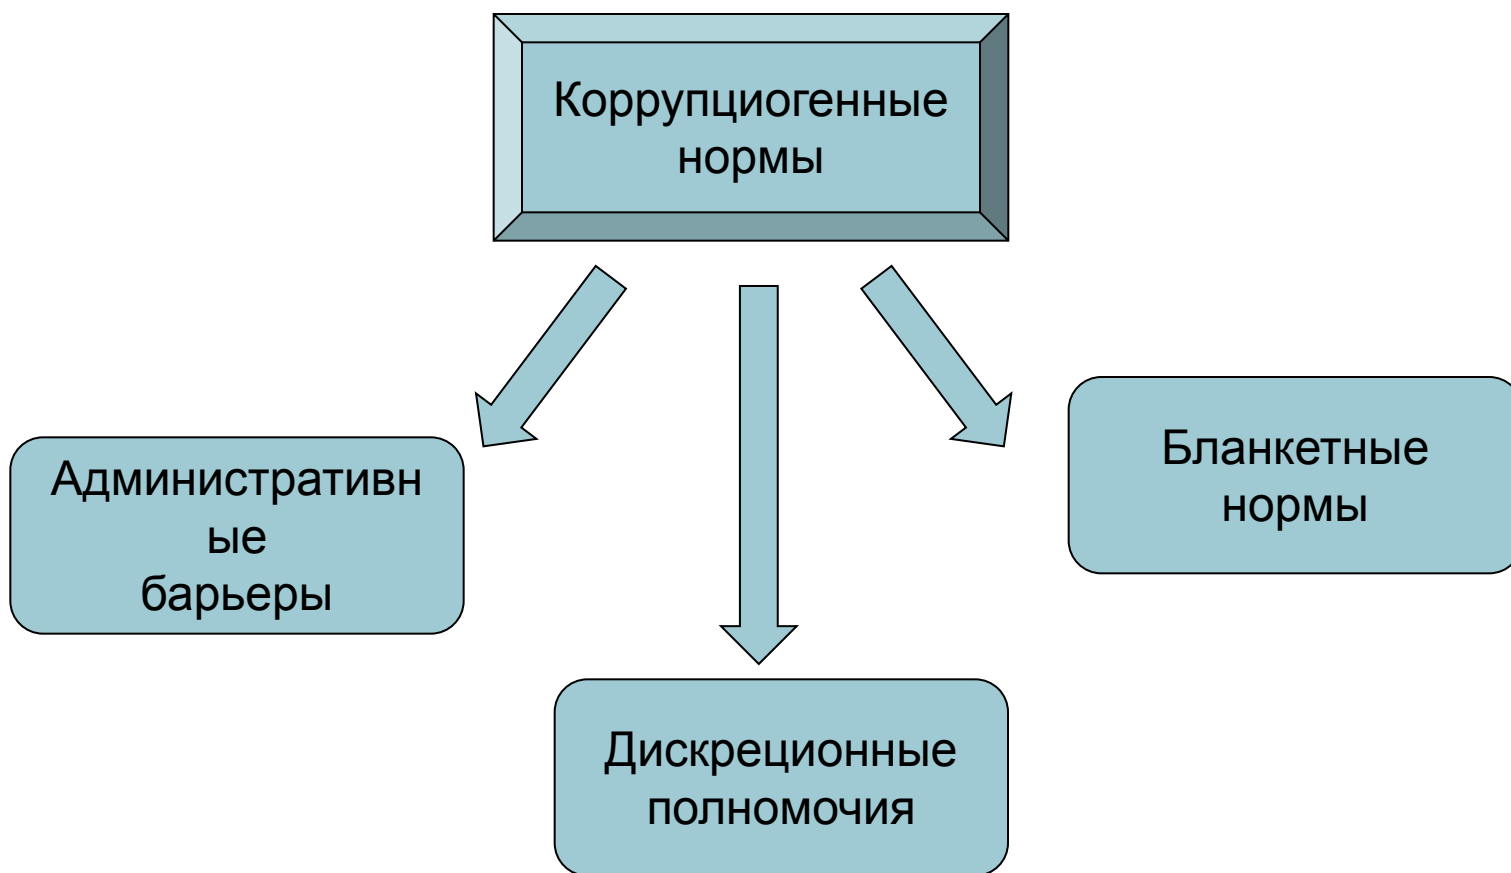 Коррупциогенные
нормы
Административн
ые
барьеры
Бланкетные
нормы
Дискреционные
полномочия